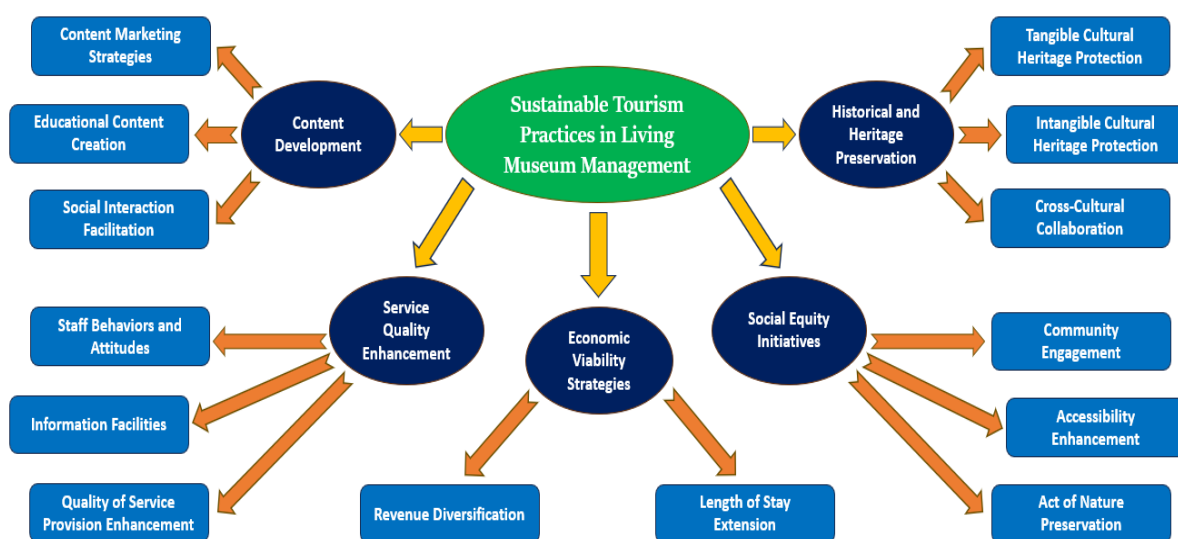 Sustainable Tourism
Practices in Living
Museum Management
Content
Development
Content Marketing
Strategies
Educational Content
Creation
Social Interaction
Facilitation
Service
Quality
Enhancement
Staff Behaviors and
Attitudes
Information Facilities
Quality of Service
Provision Enhancement
Economic
Viability
Strategies
Revenue Diversification
Length of Stay
Extension
Social Equity
Initiatives
Community
Engagement
Accessibility
Enhancement
Act of Nature
Preservation
Historical and
Heritage
Preservation
Tangible Cultural
Heritage Protection
Intangible Cultural
Heritage Protection
Cross-Cultural
Collaboration